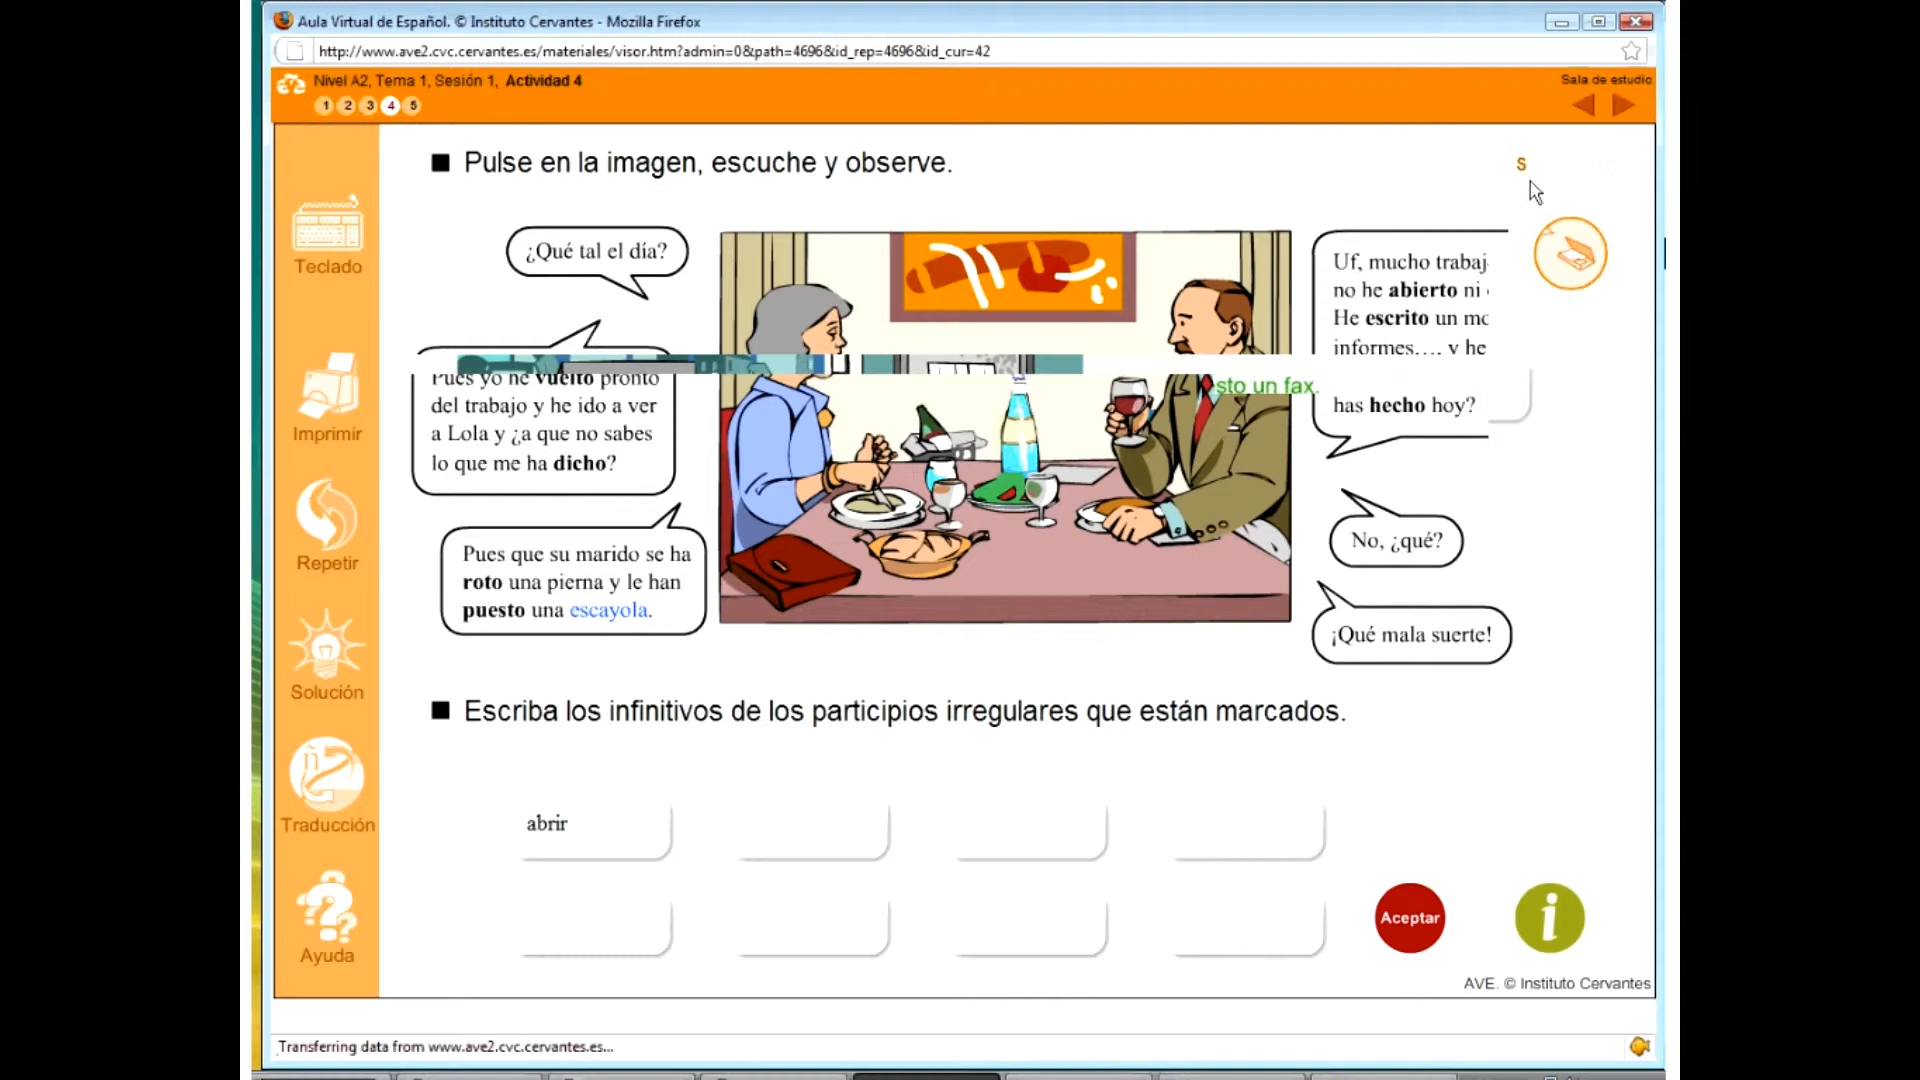 Aula Virtual de Español. © Instituto Cervantes - Mozilla Firefox
http://www.ave2.cvc.cervantes.es/materiales/visor.htm?admin=0&path=4696&id_rep=4696&id_cur=42
Nivel A2, Tema 1, Sesión 1, Actividad 4
Sala de estudio
1 2 3 4 5
Teclado
Imprimir
Repetir
Solución
Traducción
Ayuda
■ Pulse en la imagen, escuche y observe.
s
¿Qué tal el día?
Uf, mucho trabaj
no he abierto ni
He escrito un mo
informes…, y he
sto un fax.
has hecho hoy?
Pues yo he vuelto pronto
del trabajo y he ido a ver
a Lola y ¿a que no sabes
lo que me ha dicho?
No, ¿qué?
Pues que su marido se ha
roto una pierna y le han
puesto una escayola.
¡Qué mala suerte!
■ Escriba los infinitivos de los participios irregulares que están marcados.
abrir
Aceptar
i
AVE. © Instituto Cervantes
Transferring data from www.ave2.cvc.cervantes.es...